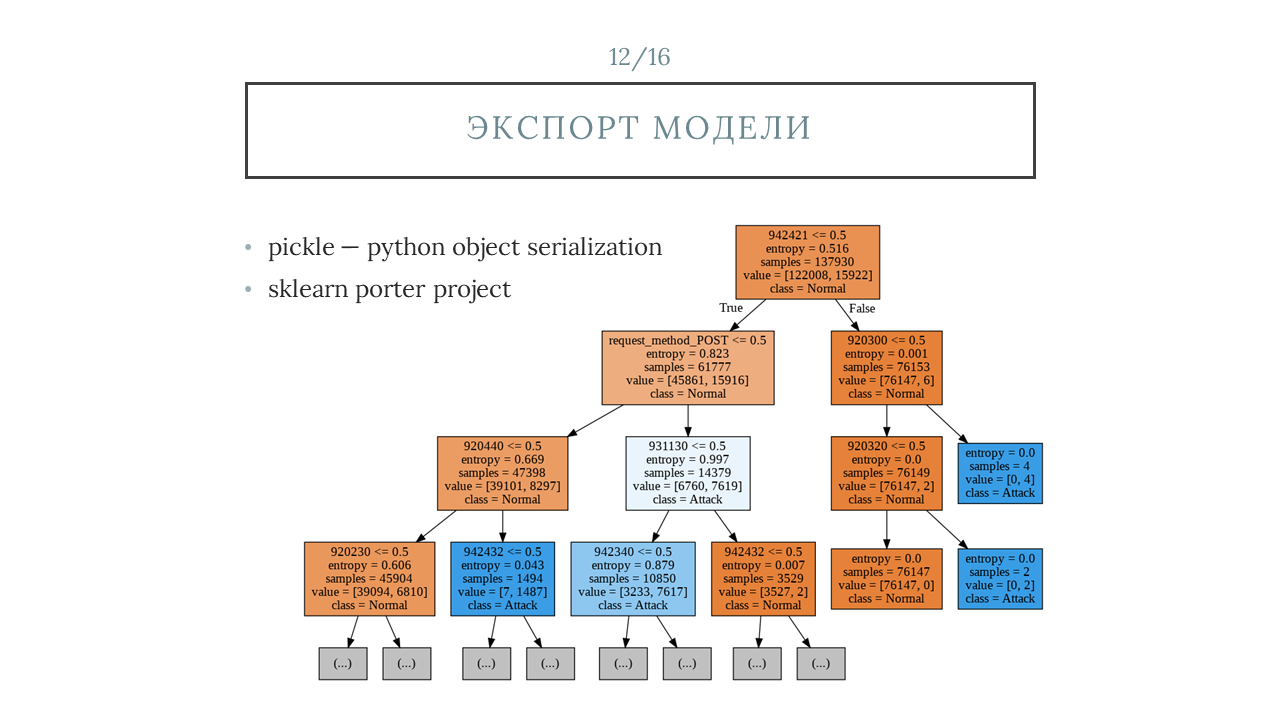 12/16
ЭКСПОРТ МОДЕЛИ
• pickle — python object serialization
• sklearn porter project
942421 <= 0.5
entropy = 0.516
samples = 137930
value = [122008, 15922]
class = Normal
True
False
request_method_POST <= 0.5
entropy = 0.823
samples = 61777
value = [45861, 15916]
class = Normal
920300 <= 0.5
entropy = 0.001
samples = 76153
value = [76147, 6]
class = Normal
920440 <= 0.5
entropy = 0.669
samples = 47398
value = [39101, 8297]
class = Normal
931130 <= 0.5
entropy = 0.997
samples = 14379
value = [6760, 7619]
class = Attack
920320 <= 0.5
entropy = 0.0
samples = 76149
value = [76147, 2]
class = Normal
entropy = 0.0
samples = 4
value = [0, 4]
class = Attack
920230 <= 0.5
entropy = 0.606
samples = 45904
value = [39094, 6810]
class = Normal
942432 <= 0.5
entropy = 0.043
samples = 1494
value = [7, 1487]
class = Attack
942340 <= 0.5
entropy = 0.879
samples = 10850
value = [3233, 7617]
class = Attack
942432 <= 0.5
entropy = 0.007
samples = 3529
value = [3527, 2]
class = Normal
entropy = 0.0
samples = 76147
value = [76147, 0]
class = Normal
entropy = 0.0
samples = 2
value = [0, 2]
class = Attack
(...)
(...)
(...)
(...)
(...)
(...)
(...)
(...)